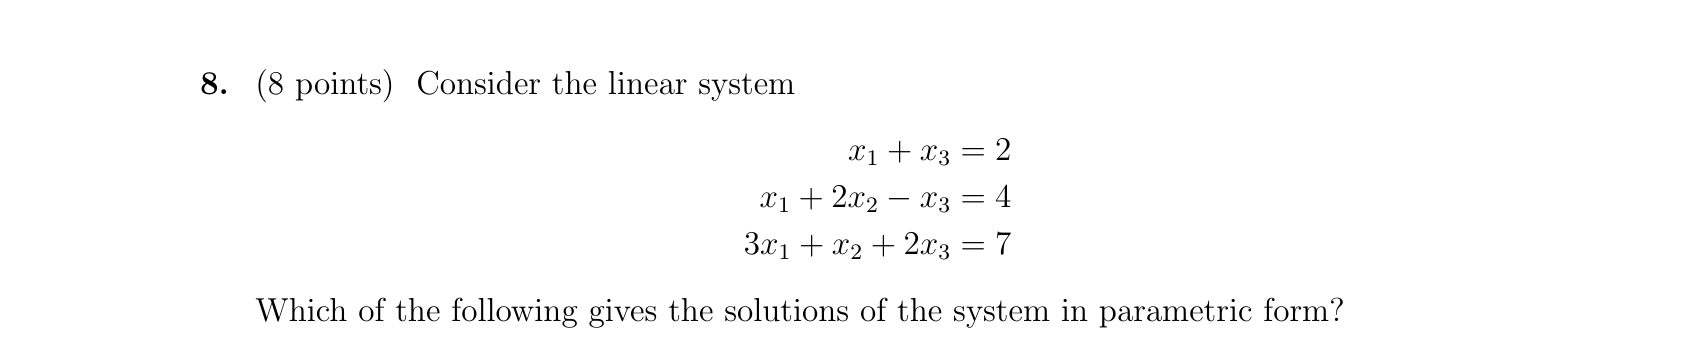 8. (8 points) Consider the linear system
x₁ + x₃ = 2
x₁ + 2x₂ − x₃ = 4
3x₁ + x₂ + 2x₃ = 7
Which of the following gives the solutions of the system in parametric form?